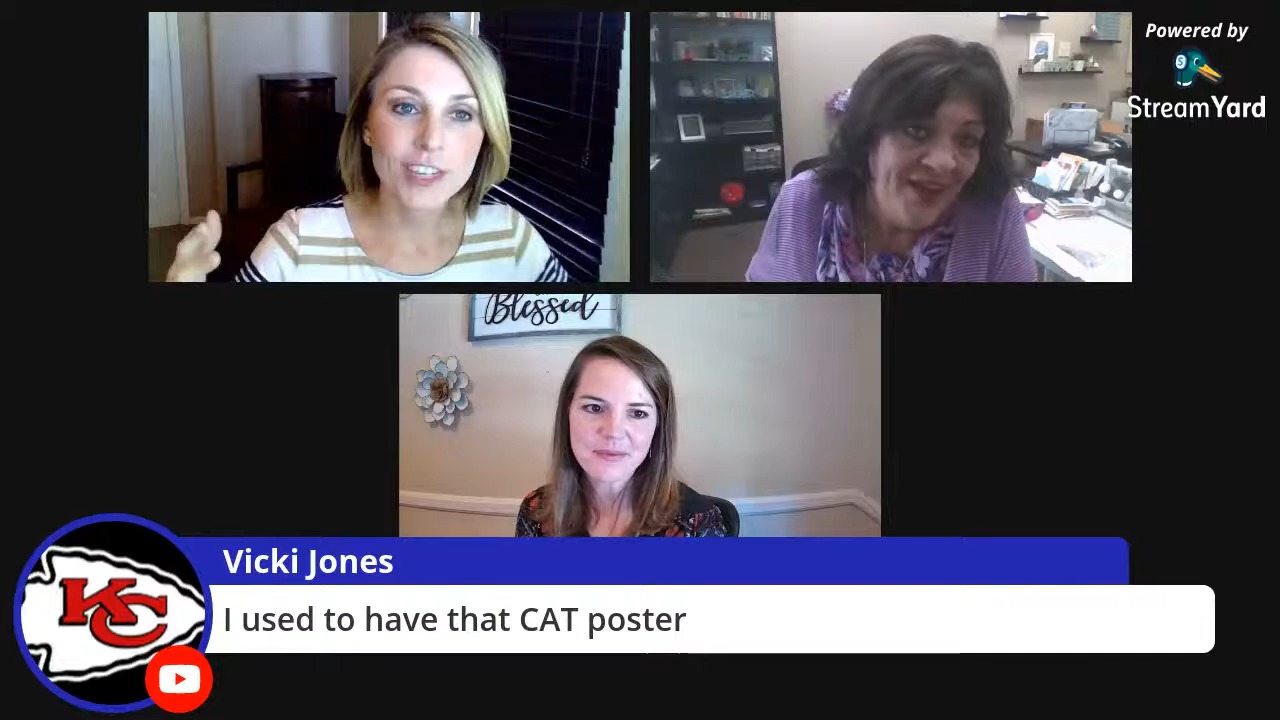 Powered by
StreamYard
Blessed
Vicki Jones
I used to have that CAT poster
KC